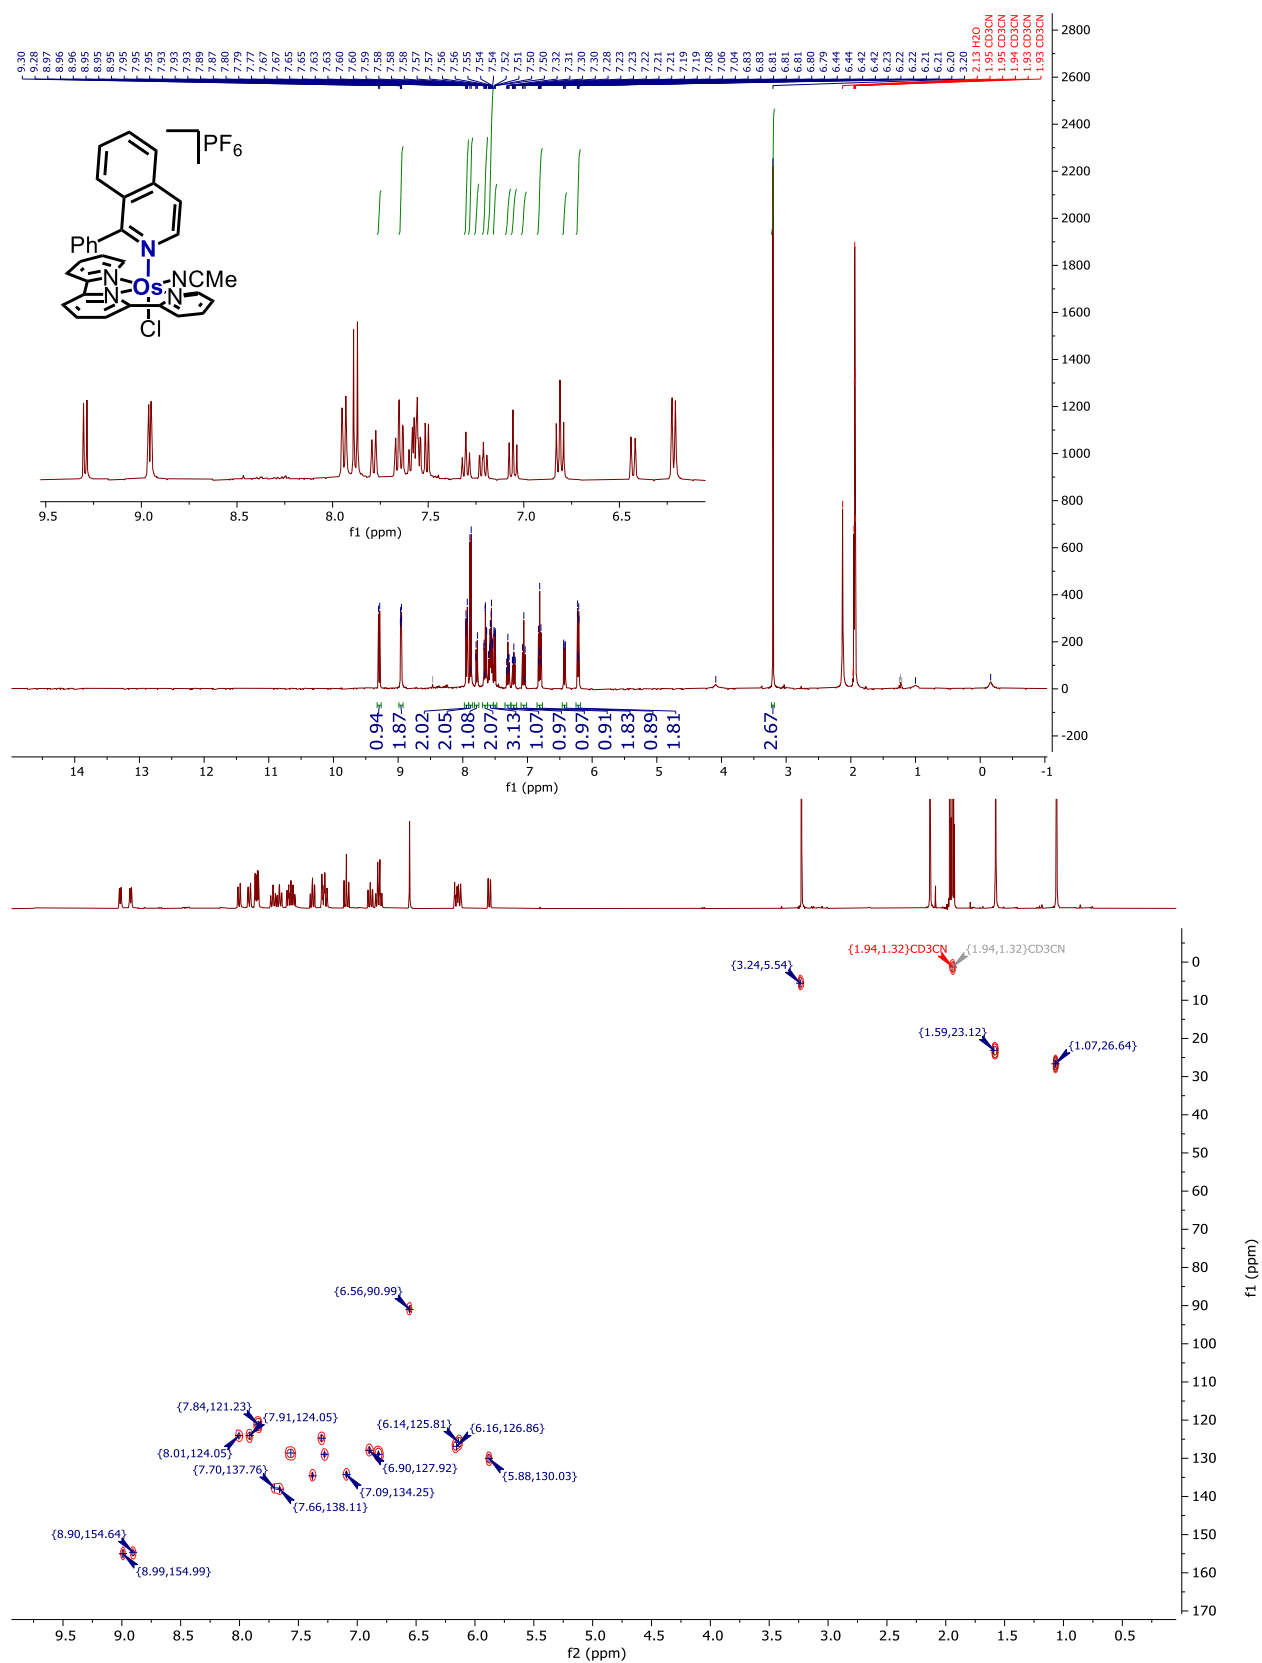 9.30 9.28 8.97 8.96 8.96 8.95 8.95 7.95 7.95 7.95 7.93 7.93 7.93 7.89 7.87 7.80 7.79 7.77 7.67 7.67 7.65 7.65 7.63 7.63 7.60 7.60 7.59 7.58 7.58 7.58 7.57 7.57 7.56 7.56 7.55 7.54 7.54 7.52 7.51 7.50 7.50 7.32 7.31 7.30 7.30 7.28 7.23 7.23 7.22 7.21 7.21 7.19 7.19 7.08 7.06 7.04 6.83 6.83 6.81 6.81 6.81 6.80 6.79 6.44 6.44 6.42 6.42 6.23 6.22 6.22 6.21 6.21 6.20 3.20 2.13 H2O 1.95 CD3CN 1.95 CD3CN 1.94 CD3CN 1.93 CD3CN 1.93 CD3CN
PF6
Ph
N
N
N
Os
NCMe
N
Cl
9.5 9.0 8.5 8.0 7.5 7.0 6.5
f1 (ppm)
2800
2600
2400
2200
2000
1800
1600
1400
1200
1000
800
600
400
200
0
-200
0.94 1.87 2.02 2.05 1.08 2.07 3.13 1.07 0.97 0.97 0.91 1.83 0.89 1.81 2.67
14 13 12 11 10 9 8 7 6 5 4 3 2 1 0 -1
f1 (ppm)
{1.94,1.32}CD3CN {1.94,1.32}CD3CN
{3.24,5.54}
{1.59,23.12}
{1.07,26.64}
{6.56,90.99}
{7.84,121.23}
{7.91,124.05}
{6.14,125.81}
{6.16,126.86}
{8.01,124.05}
{7.70,137.76}
{6.90,127.92}
{5.88,130.03}
{7.09,134.25}
{7.66,138.11}
{8.90,154.64}
{8.99,154.99}
0
10
20
30
40
50
60
70
80
90
100
110
120
130
140
150
160
170
f1 (ppm)
9.5 9.0 8.5 8.0 7.5 7.0 6.5 6.0 5.5 5.0 4.5 4.0 3.5 3.0 2.5 2.0 1.5 1.0 0.5
f2 (ppm)